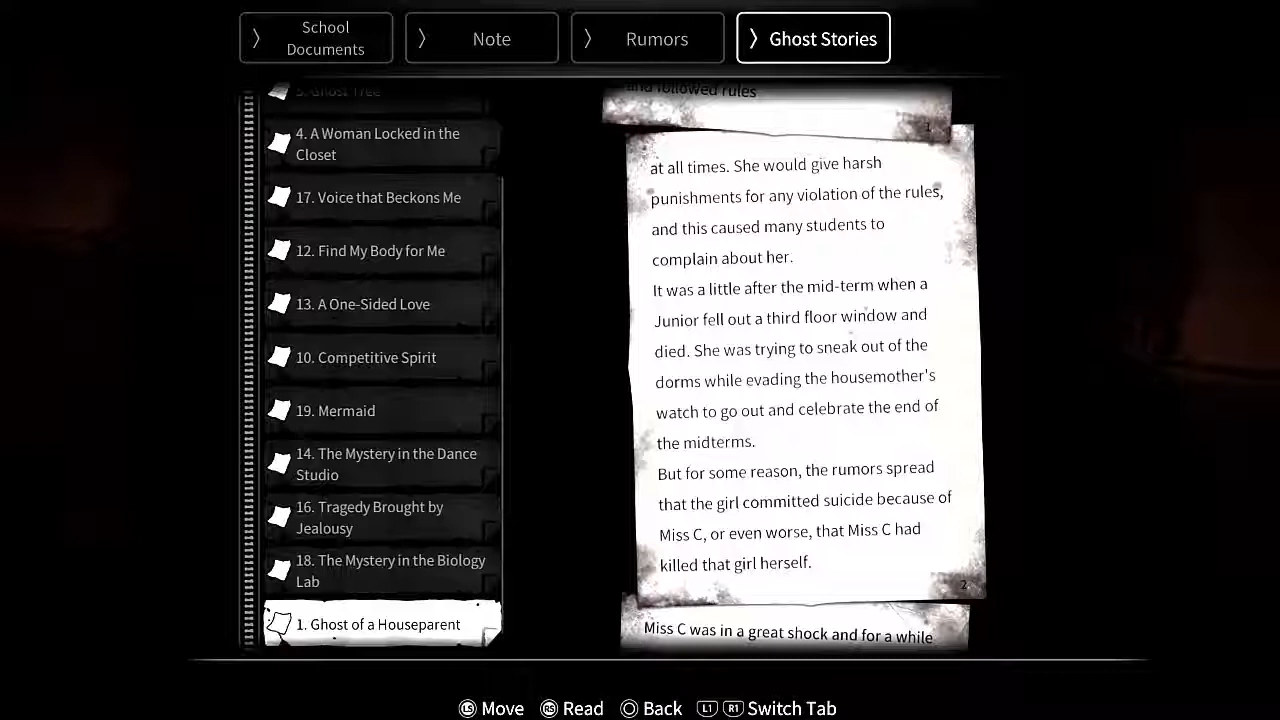 School
Documents
Note
Rumors
Ghost Stories
Ghost Tree
4. A Woman Locked in the
Closet
17. Voice that Beckons Me
12. Find My Body for Me
13. A One-Sided Love
10. Competitive Spirit
19. Mermaid
14. The Mystery in the Dance
Studio
16. Tragedy Brought by
Jealousy
18. The Mystery in the Biology
Lab
1. Ghost of a Houseparent
and followed rules
1.
at all times. She would give harsh
punishments for any violation of the rules,
and this caused many students to
complain about her.
It was a little after the mid-term when a
Junior fell out a third floor window and
died. She was trying to sneak out of the
dorms while evading the housemother's
watch to go out and celebrate the end of
the midterms.
But for some reason, the rumors spread
that the girl committed suicide because of
Miss C, or even worse, that Miss C had
killed that girl herself.
2.
Miss C was in a great shock and for a while
LS Move
RS Read
Back
L1 R1 Switch Tab